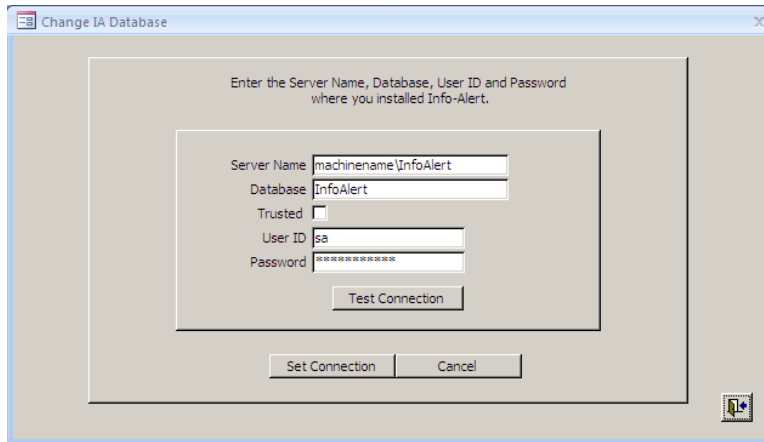 Change IA Database
Enter the Server Name, Database, User ID and Password
where you installed Info-Alert.
Server Name machinename\InfoAlert
Database InfoAlert
Trusted
User ID sa
Password ***********
Test Connection
Set Connection Cancel